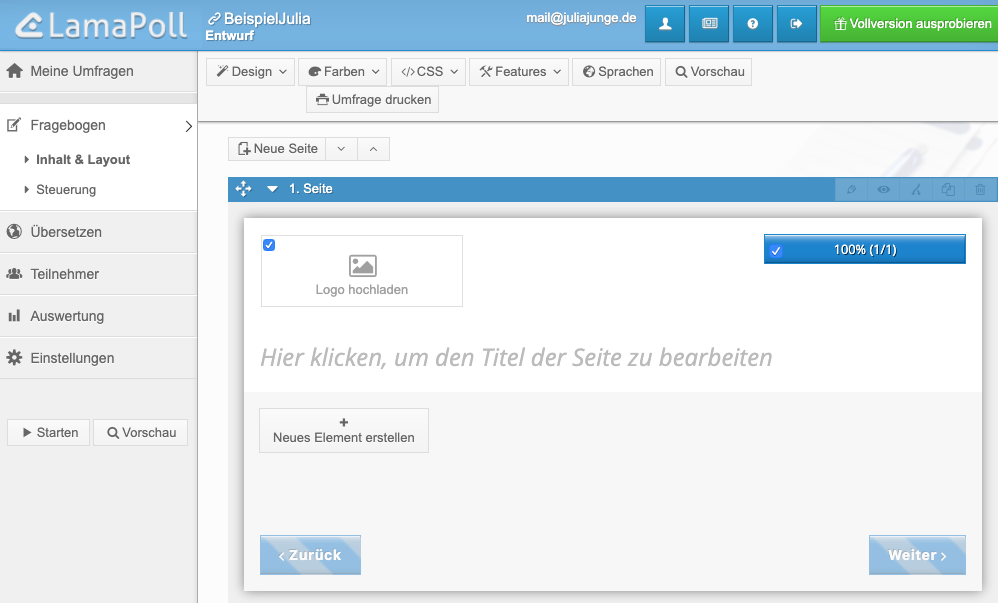 LamaPoll
BeispielJulia
Entwurf
mail@juliajunge.de
Vollversion ausprobieren
Meine Umfragen
Fragebogen
Inhalt & Layout
Steuerung
Übersetzen
Teilnehmer
Auswertung
Einstellungen
Starten
Vorschau
Design
Farben
</>CSS
Features
Sprachen
Vorschau
Umfrage drucken
Neue Seite
1. Seite
Logo hochladen
100% (1/1)
Hier klicken, um den Titel der Seite zu bearbeiten
+
Neues Element erstellen
‹ Zurück
Weiter ›